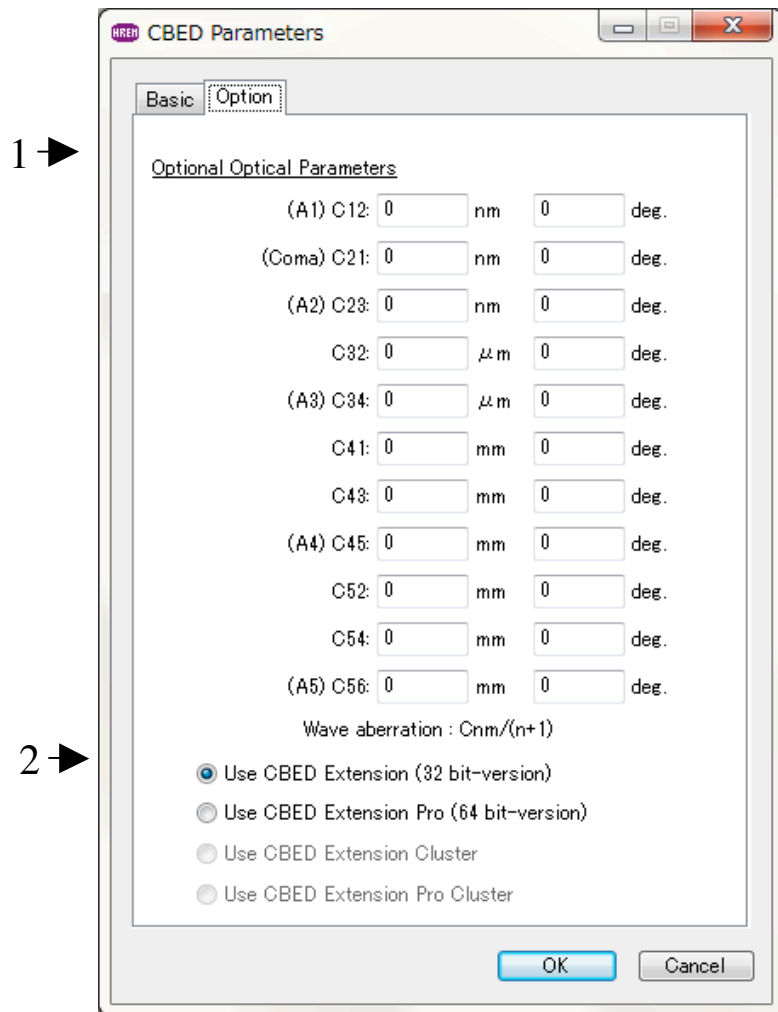 HREM CBED Parameters
Basic Option
1
Optional Optical Parameters
(A1) C12: 0 nm 0 deg.
(Coma) C21: 0 nm 0 deg.
(A2) C23: 0 nm 0 deg.
C32: 0 μm 0 deg.
(A3) C34: 0 μm 0 deg.
C41: 0 mm 0 deg.
C43: 0 mm 0 deg.
(A4) C45: 0 mm 0 deg.
C52: 0 mm 0 deg.
C54: 0 mm 0 deg.
(A5) C56: 0 mm 0 deg.
Wave aberration : Cnm/(n+1)
2
Use CBED Extension (32 bit-version)
Use CBED Extension Pro (64 bit-version)
Use CBED Extension Cluster
Use CBED Extension Pro Cluster
OK Cancel